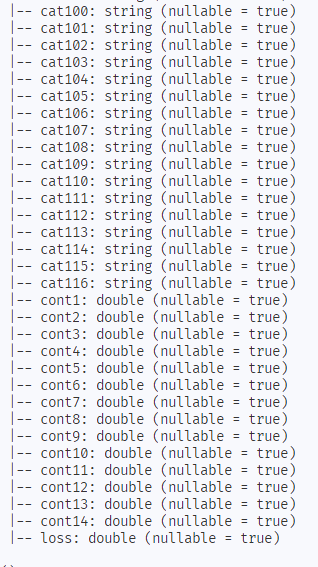 |-- cat100: string (nullable = true)
|-- cat101: string (nullable = true)
|-- cat102: string (nullable = true)
|-- cat103: string (nullable = true)
|-- cat104: string (nullable = true)
|-- cat105: string (nullable = true)
|-- cat106: string (nullable = true)
|-- cat107: string (nullable = true)
|-- cat108: string (nullable = true)
|-- cat109: string (nullable = true)
|-- cat110: string (nullable = true)
|-- cat111: string (nullable = true)
|-- cat112: string (nullable = true)
|-- cat113: string (nullable = true)
|-- cat114: string (nullable = true)
|-- cat115: string (nullable = true)
|-- cat116: string (nullable = true)
|-- cont1: double (nullable = true)
|-- cont2: double (nullable = true)
|-- cont3: double (nullable = true)
|-- cont4: double (nullable = true)
|-- cont5: double (nullable = true)
|-- cont6: double (nullable = true)
|-- cont7: double (nullable = true)
|-- cont8: double (nullable = true)
|-- cont9: double (nullable = true)
|-- cont10: double (nullable = true)
|-- cont11: double (nullable = true)
|-- cont12: double (nullable = true)
|-- cont13: double (nullable = true)
|-- cont14: double (nullable = true)
|-- loss: double (nullable = true)